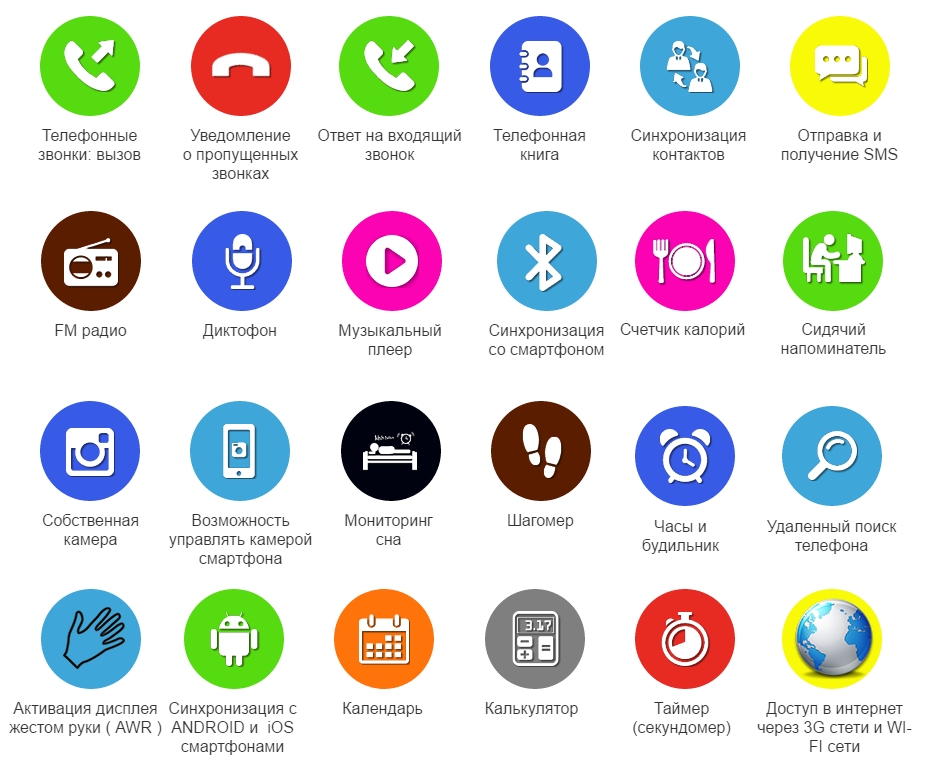 Телефонные
звонки: вызов
Уведомление
о пропущенных
звонках
Ответ на входящий
звонок
Телефонная
книга
Синхронизация
контактов
Отправка и
получение SMS
FM радио
Диктофон
Музыкальный
плеер
Синхронизация
со смартфоном
Счетчик калорий
Сидячий
напоминатель
Собственная
камера
Возможность
управлять камерой
смартфона
Мониторинг
сна
Шагомер
Часы и
будильник
Удаленный поиск
телефона
3.17
Активация дисплея
жестом руки ( AWR )
Синхронизация с
ANDROID и iOS
смартфонами
Календарь
Калькулятор
Таймер
(секундомер)
Доступ в интернет
через 3G стети и WI-
FI сети